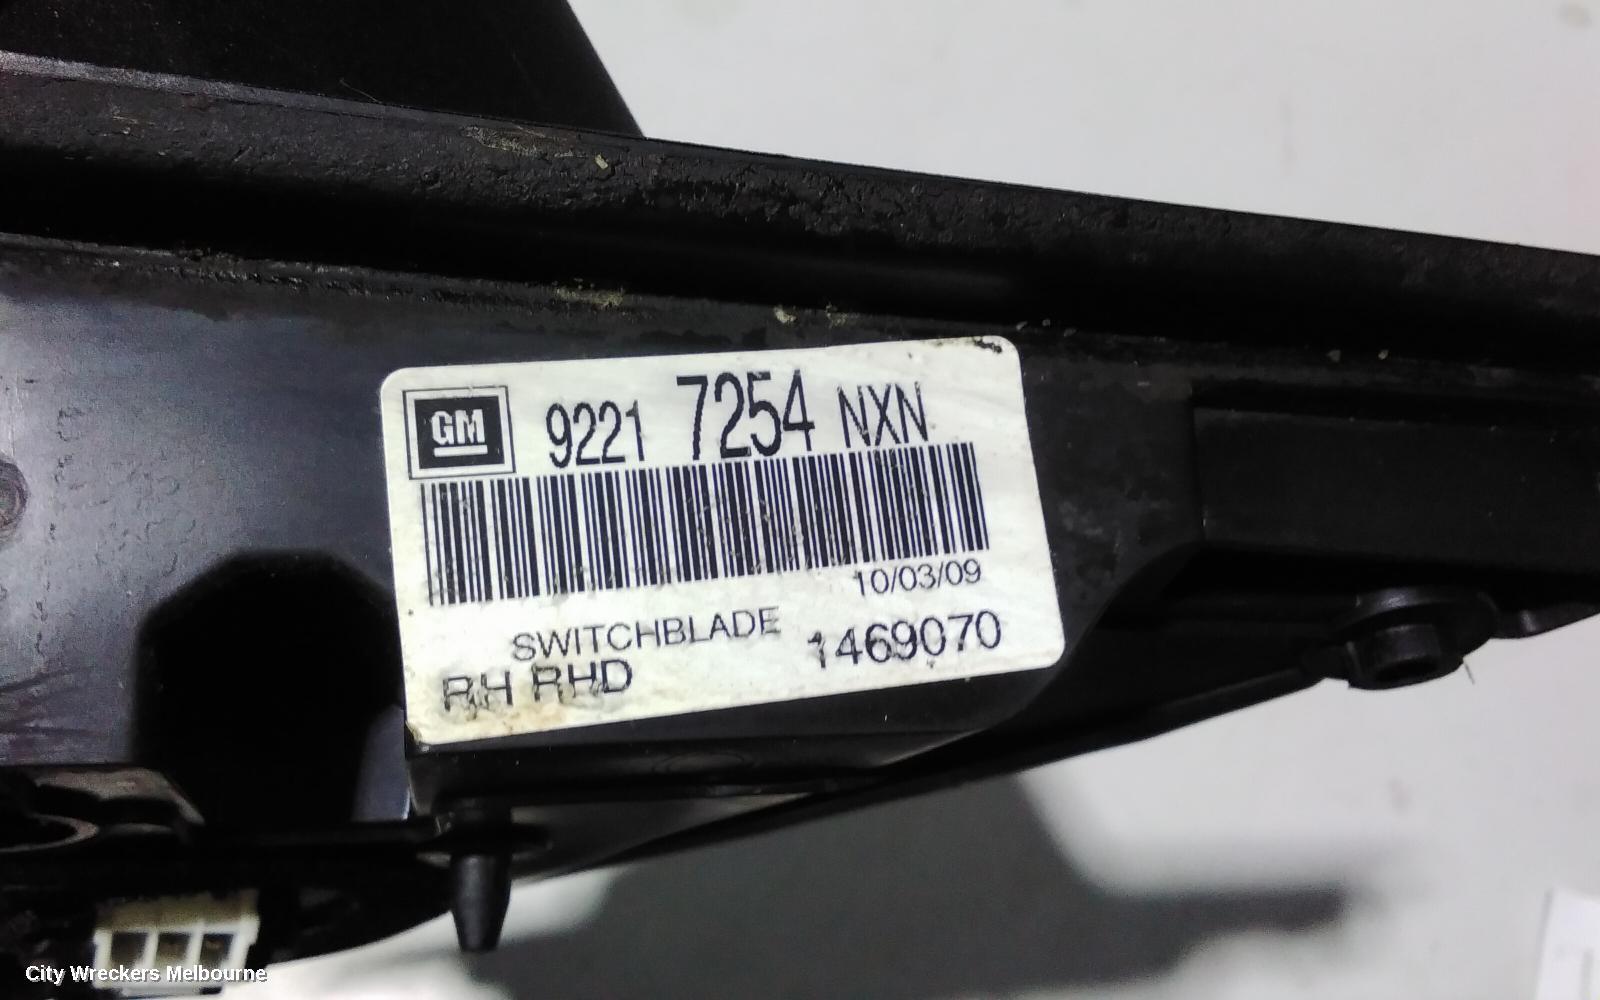 GM 9221 7254 NXN
10/03/09
SWITCHBLADE 1469070
RH RHD
City Wreckers Melbourne